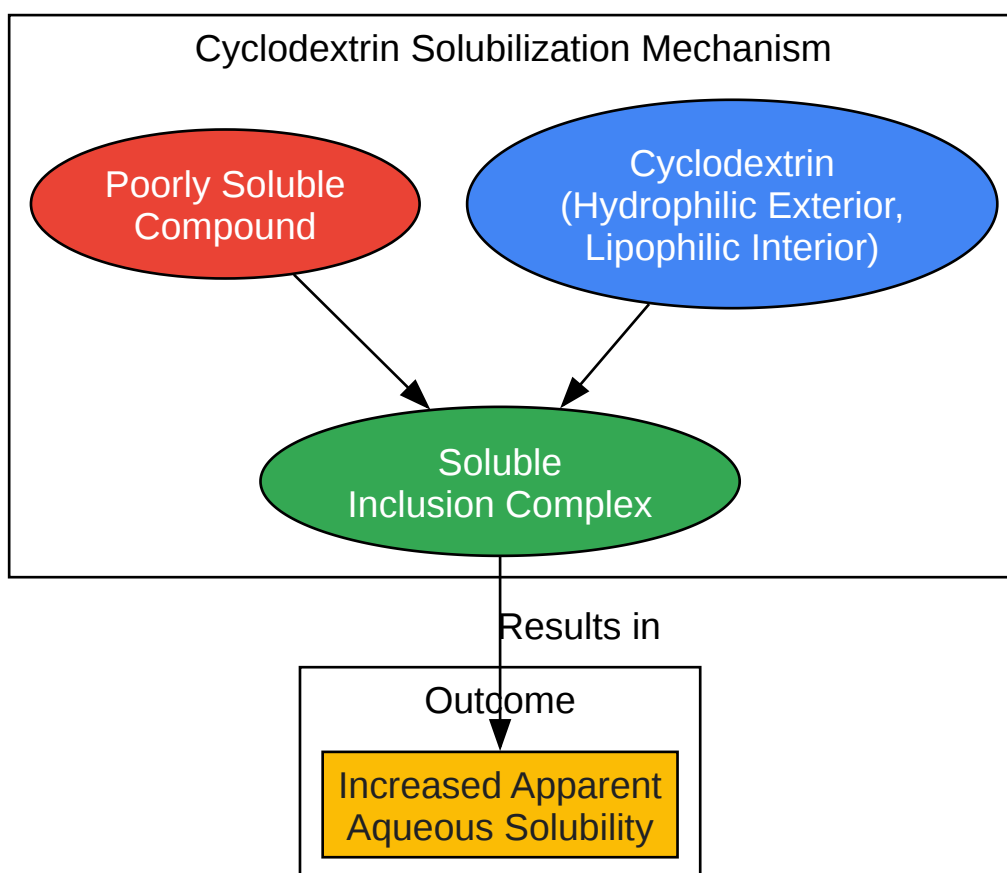 Cyclodextrin Solubilization Mechanism
Poorly Soluble
Compound
Cyclodextrin
(Hydrophilic Exterior,
Lipophilic Interior)
Soluble
Inclusion Complex
Results in
Outcome
Increased Apparent
Aqueous Solubility